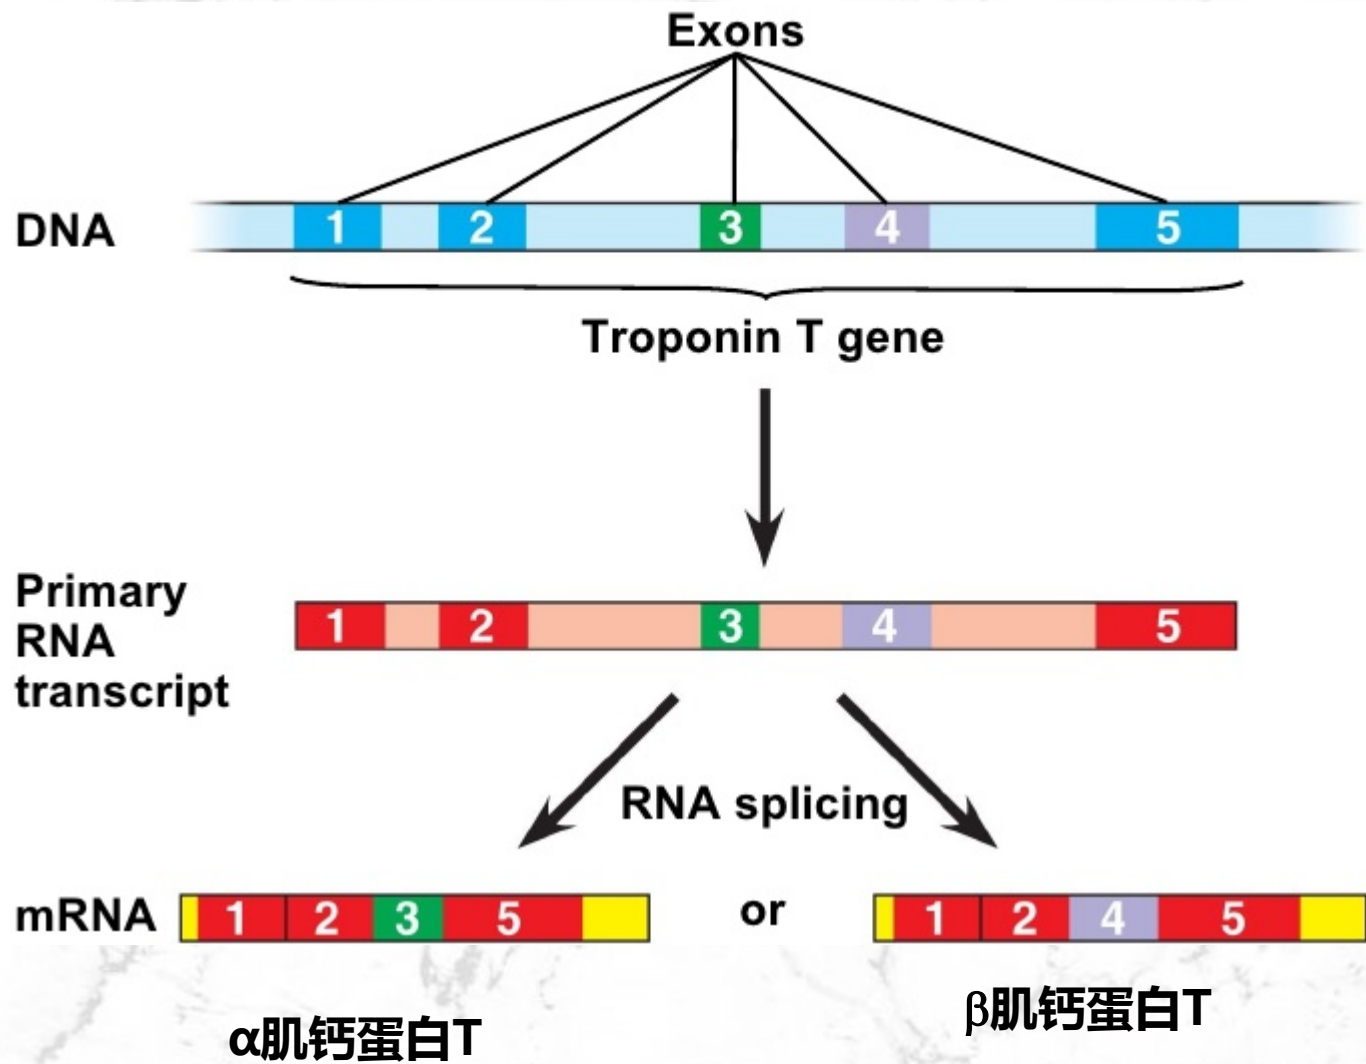 Exons
DNA
1 2 3 4 5
Troponin T gene
Primary
RNA
transcript
1 2 3 4 5
RNA splicing
mRNA
1 2 3 5
or
1 2 4 5
α肌钙蛋白T
β肌钙蛋白T